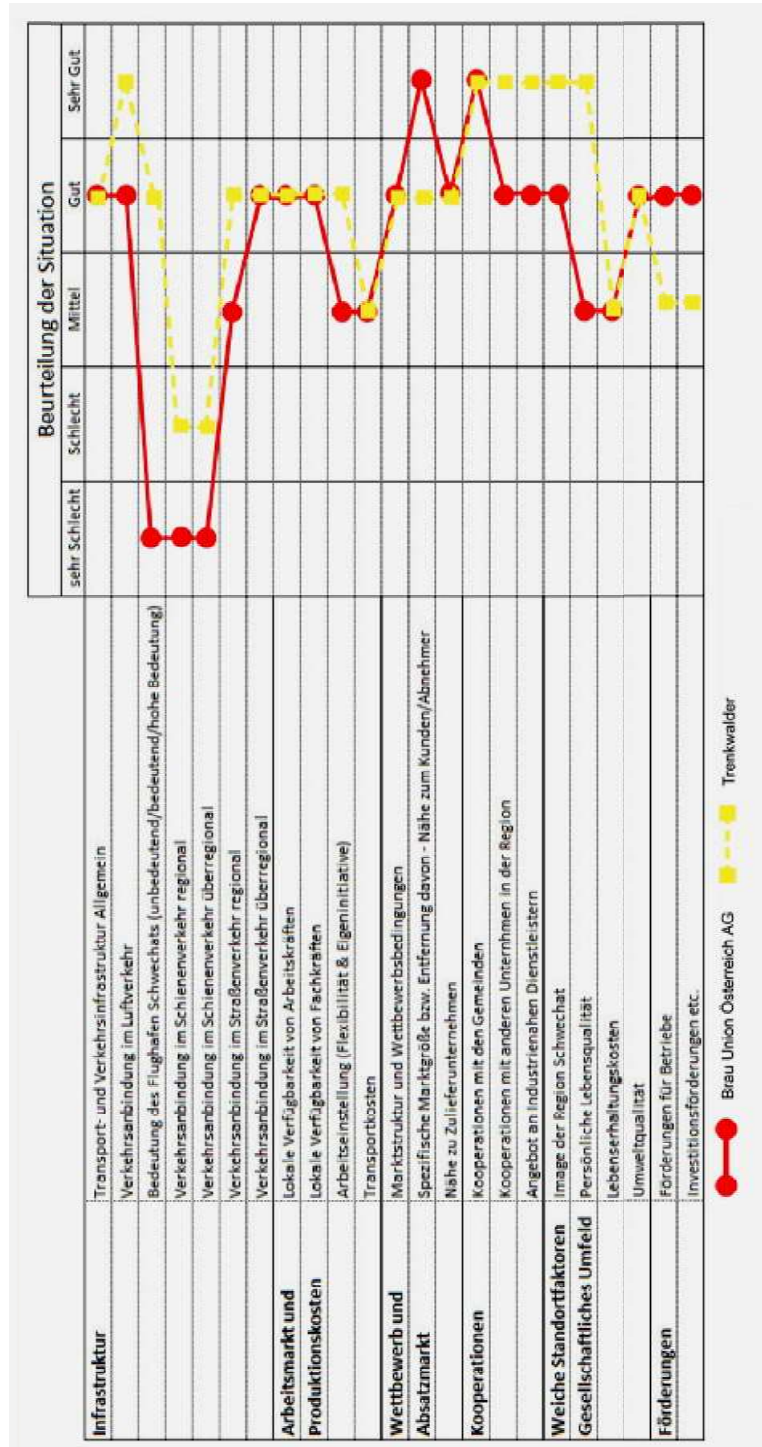 Beurteilung der Situation
sehr Schlecht
Schlecht
Mittel
Gut
Sehr Gut
Infrastruktur
Transport- und Verkehrsinfrastruktur Allgemein
Verkehrsanbindung im Luftverkehr
Bedeutung des Flughafen Schwechats (unbedeutend/bedeutend/hohe Bedeutung)
Verkehrsanbindung im Schienenverkehr regional
Verkehrsanbindung im Schienenverkehr überregional
Verkehrsanbindung im Straßenverkehr regional
Verkehrsanbindung im Straßenverkehr überregional
Arbeitsmarkt und
Lokale Verfügbarkeit von Arbeitskräften
Produktionskosten
Lokale Verfügbarkeit von Fachkräften
Arbeitseinstellung (Flexibilität & Eigeninitiative)
Transportkosten
Wettbewerb und
Marktstruktur und Wettbewerbsbedingungen
Absatzmarkt
Spezifische Marktgröße bzw. Entfernung davon - Nähe zum Kunden/Abnehmer
Nähe zu Zulieferunternehmen
Kooperationen
Kooperationen mit den Gemeinden
Kooperationen mit anderen Unternhmen in der Region
Angebot an Industrienahen Dienstleistern
Weiche Standortfaktoren
Image der Region Schwechat
Gesellschaftliches Umfeld
Persönliche Lebensqualität
Lebenserhaltungskosten
Umweltqualität
Förderungen
Förderungen für Betriebe
Investitionsförderungen etc.
Brau Union Österreich AG
Trenkwalder